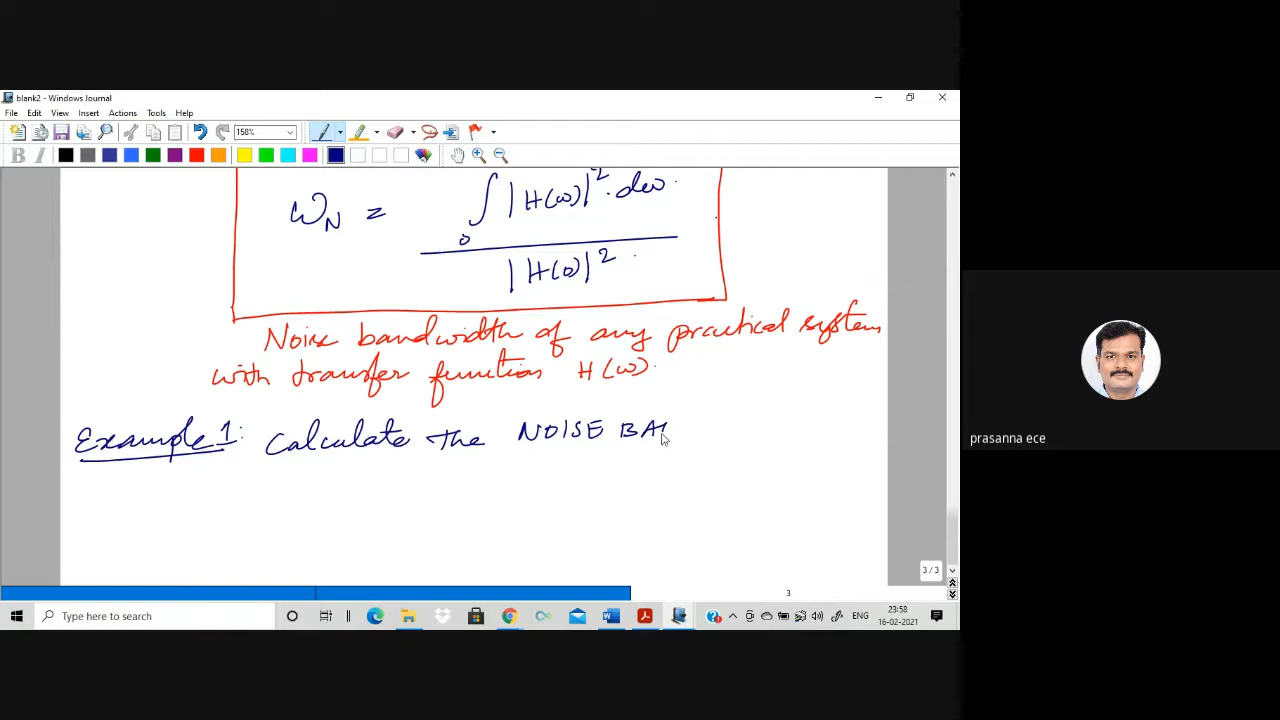 blank2 - Windows Journal
File Edit View Insert Actions Tools Help
158%
B I
ω_N = ∫ |H(ω)|² · dω
0
|H(0)|²
Noise bandwidth of any practical system
with transfer function H(ω).
Example 1: Calculate the NOISE BA
prasanna ece
3 / 3
3
Type here to search
ENG
23:58
16-02-2021